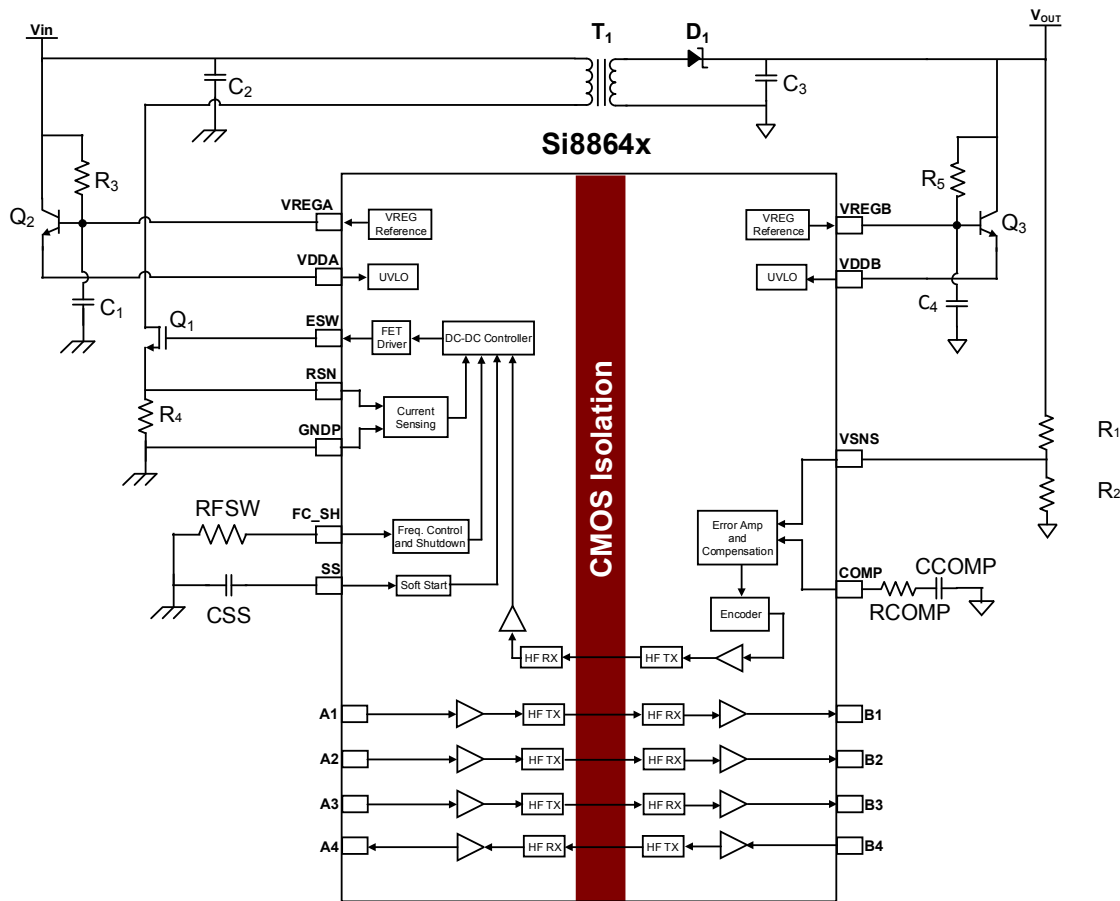 Vin
VOUT
T1
D1
C2
C3
Si8864x
R3
R5
Q2
VREGA
VREG
Reference
VREG
Reference
VREGB
Q3
VDDA
UVLO
UVLO
VDDB
C1
C4
Q1
ESW
FET
Driver
DC-DC Controller
RSN
R4
Current
Sensing
GNDP
VSNS
R1
R2
CMOS Isolation
RFSW
FC_SH
Freq. Control
and Shutdown
Error Amp
and
Compensation
SS
Soft Start
CSS
COMP
CCOMP
RCOMP
Encoder
HF RX
HF TX
A1
HF TX
HF RX
B1
A2
HF TX
HF RX
B2
A3
HF TX
HF RX
B3
A4
HF RX
HF TX
B4